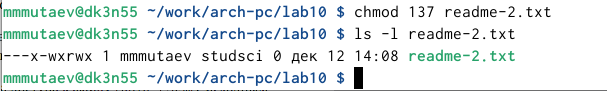 mmmutaev@dk3n55 ~/work/arch-pc/lab10 $ chmod 137 readme-2.txt
mmmutaev@dk3n55 ~/work/arch-pc/lab10 $ ls -l readme-2.txt
---x-wxrwx 1 mmmutaev studsci 0 дек 12 14:08 readme-2.txt
mmmutaev@dk3n55 ~/work/arch-pc/lab10 $